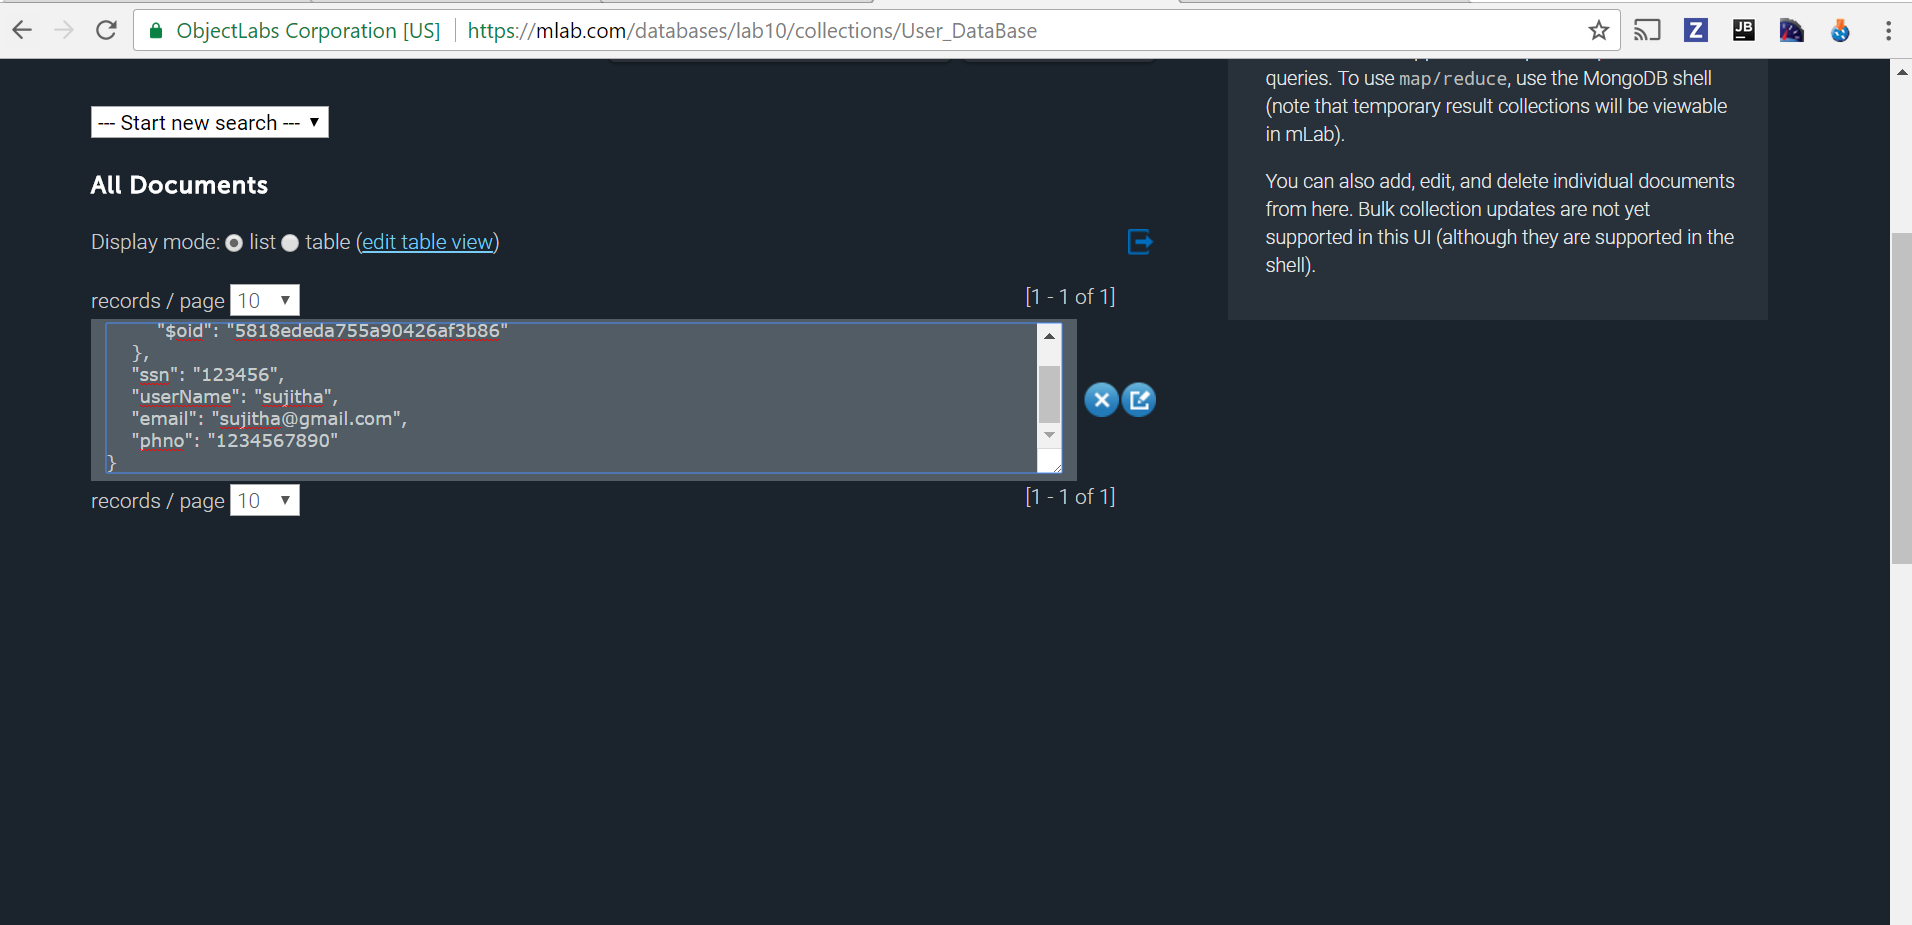 ObjectLabs Corporation [US] https://mlab.com/databases/lab10/collections/User_DataBase
Z
JB
--- Start new search ---
All Documents
Display mode: list table (edit table view)
records / page 10 [1 - 1 of 1]
"$oid": "5818ededa755a90426af3b86"
},
"ssn": "123456",
"userName": "sujitha",
"email": "sujitha@gmail.com",
"phno": "1234567890"
}
records / page 10 [1 - 1 of 1]
queries. To use map/reduce, use the MongoDB shell
(note that temporary result collections will be viewable
in mLab).
You can also add, edit, and delete individual documents
from here. Bulk collection updates are not yet
supported in this UI (although they are supported in the
shell).